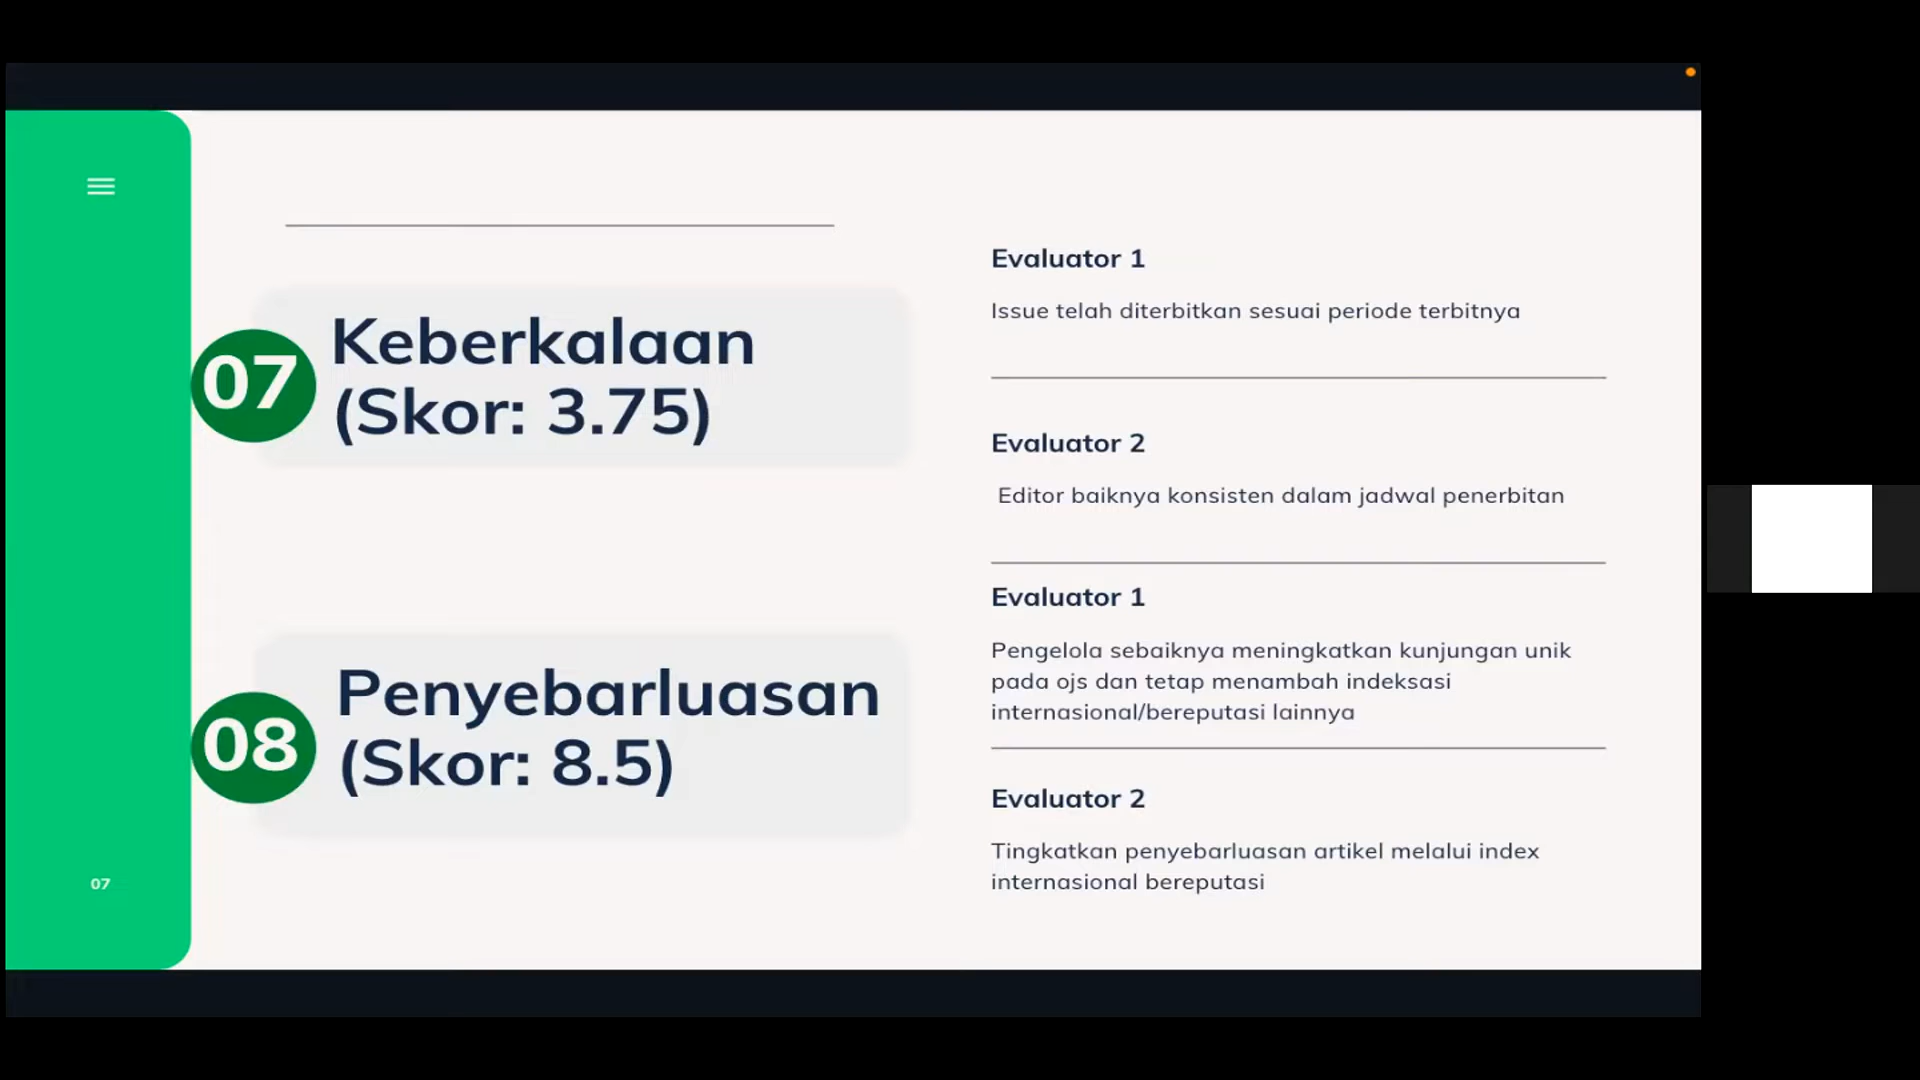 07
Keberkalaan
(Skor: 3.75)
Evaluator 1
Issue telah diterbitkan sesuai periode terbitnya
Evaluator 2
Editor baiknya konsisten dalam jadwal penerbitan
08
Penyebarluasan
(Skor: 8.5)
Evaluator 1
Pengelola sebaiknya meningkatkan kunjungan unik
pada ojs dan tetap menambah indeksasi
internasional/bereputasi lainnya
Evaluator 2
Tingkatkan penyebarluasan artikel melalui index
internasional bereputasi
07